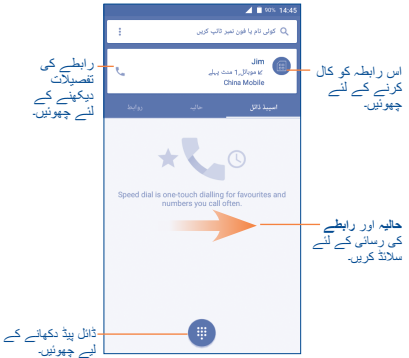 90% 14:45
کوئی نام یا فون نمبر ٹائپ کریں
Jim
موبائل, 1 منٹ پہلے
China Mobile
اسپیڈ ڈائل
حالیہ
روابط
Speed dial is one-touch dialling for favourites and
numbers you call often.
رابطے کی
تفصیلات
دیکھنے کے
لئے چھوئیں۔
اس رابطہ کو کال
کرنے کے لئے
چھوئیں۔
حالیہ اور رابطے
کی رسائی کے لئے
سلائڈ کریں۔
ڈائل پیڈ دکھانے کے
لیے چھوئیں۔